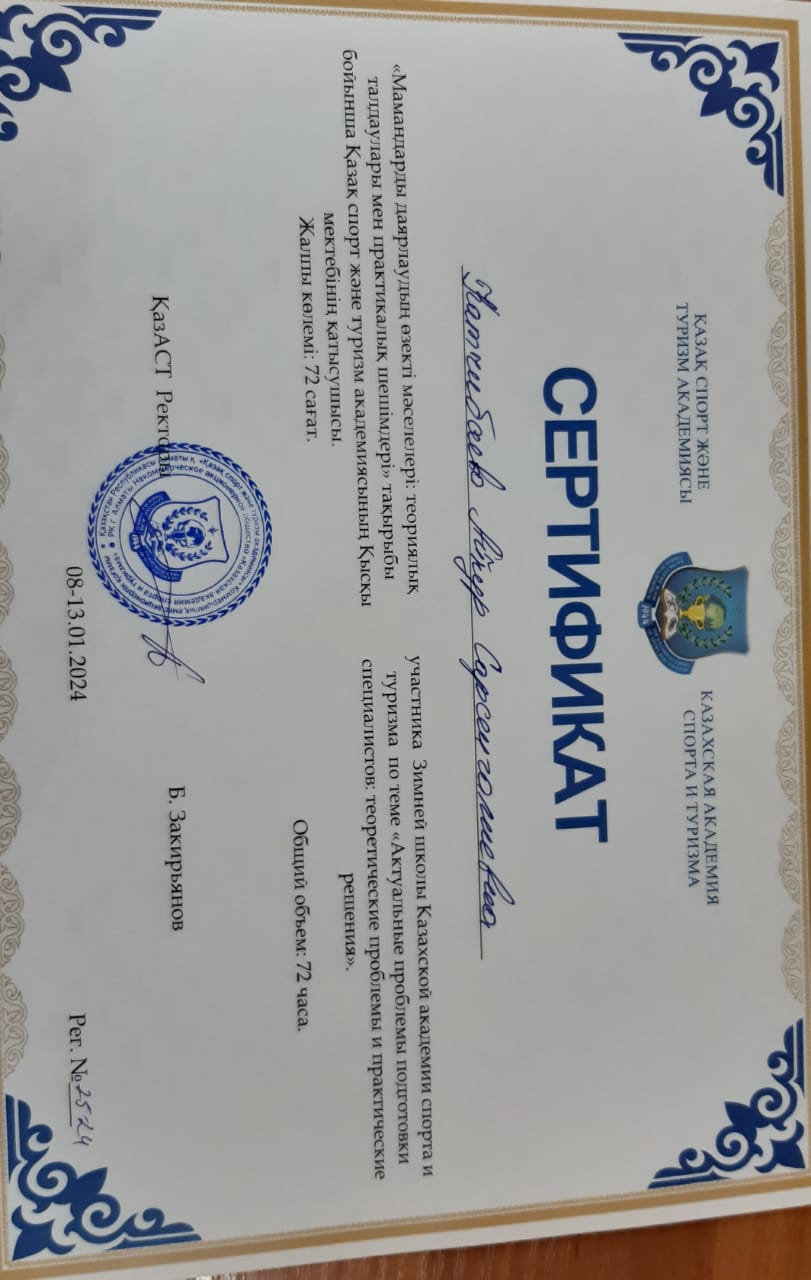 ҚАЗАҚ СПОРТ ЖӘНЕ
ТУРИЗМ АКАДЕМИЯСЫ
КАЗАХСКАЯ АКАДЕМИЯ
СПОРТА И ТУРИЗМА
1944
СЕРТИФИКАТ
«Мамандарды даярлаудың өзекті мәселелері: теориялық
талдаулары мен практикалық шешімдері» тақырыбы
бойынша Қазақ спорт және туризм академиясының Қысқы
мектебінің қатысушысы.
Жалпы көлемі: 72 сағат.
участника Зимней школы Казахской академии спорта и
туризма по теме «Актуальные проблемы подготовки
специалистов: теоретические проблемы и практические
решения».
Общий объем: 72 часа.
ҚазАСТ Ректоры
Б. Закирьянов
08-13.01.2024
Рег. №2524